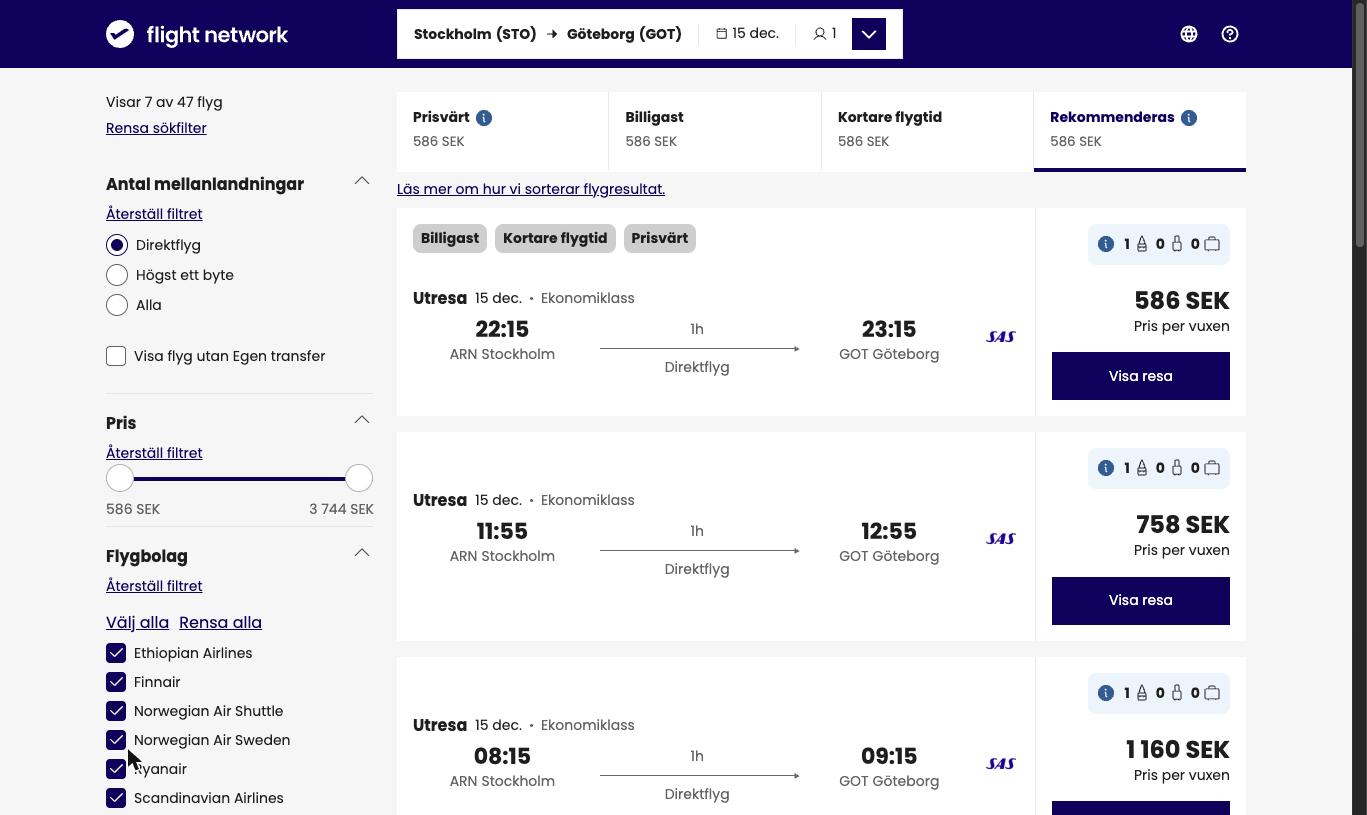 flight network
Stockholm (STO) → Göteborg (GOT)
15 dec.
1
Visar 7 av 47 flyg
Rensa sökfilter
Antal mellanlandningar
Återställ filtret
Direktflyg
Högst ett byte
Alla
Visa flyg utan Egen transfer
Pris
Återställ filtret
586 SEK 3 744 SEK
Flygbolag
Återställ filtret
Välj alla Rensa alla
Ethiopian Airlines
Finnair
Norwegian Air Shuttle
Norwegian Air Sweden
Ryanair
Scandinavian Airlines
Prisvärt
586 SEK
Billigast
586 SEK
Kortare flygtid
586 SEK
Rekommenderas
586 SEK
Läs mer om hur vi sorterar flygresultat.
Billigast Kortare flygtid Prisvärt
Utresa 15 dec. • Ekonomiklass
22:15 1h 23:15
ARN Stockholm Direktflyg GOT Göteborg
SAS
1 0 0
586 SEK
Pris per vuxen
Visa resa
Utresa 15 dec. • Ekonomiklass
11:55 1h 12:55
ARN Stockholm Direktflyg GOT Göteborg
SAS
1 0 0
758 SEK
Pris per vuxen
Visa resa
Utresa 15 dec. • Ekonomiklass
08:15 1h 09:15
ARN Stockholm Direktflyg GOT Göteborg
SAS
1 0 0
1 160 SEK
Pris per vuxen